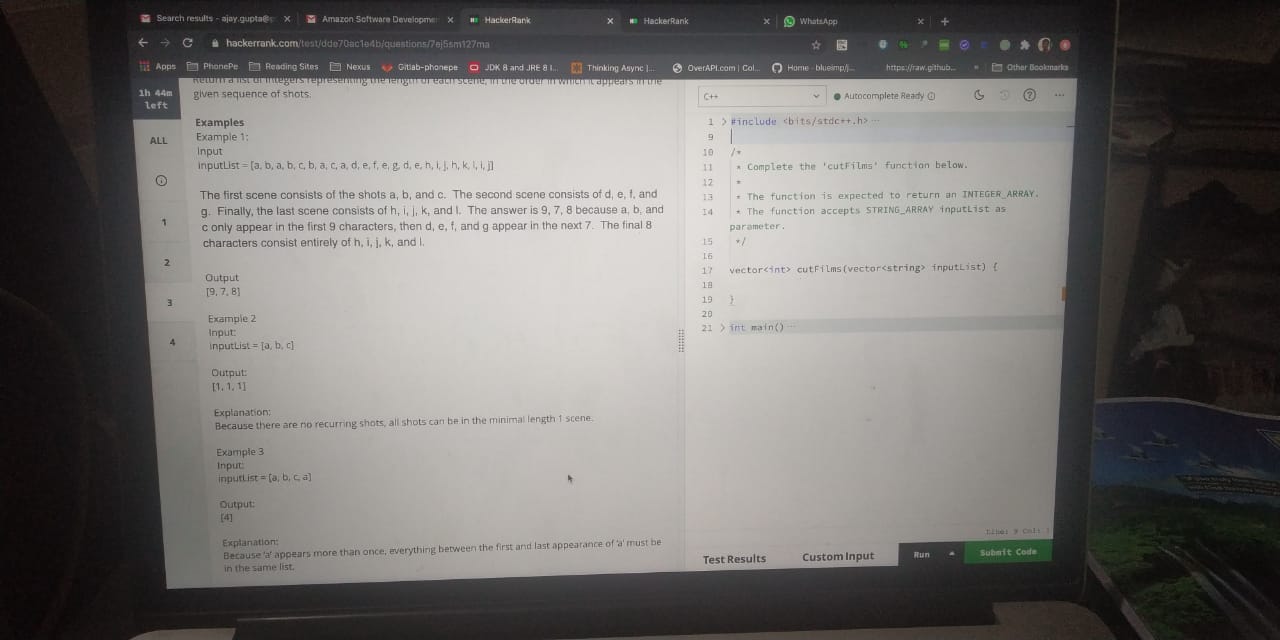 Search results - ajay.gupta@
Amazon Software Developme
HackerRank
HackerRank
WhatsApp
hackerrank.com/test/dde70ac1e4b/questions/7ej5sm127ma
Apps
PhonePe
Reading Sites
Nexus
Gitlab-phonepe
JDK 8 and JRE 8 I...
Thinking Async |...
OverAPI.com | Col...
Home · blueimp/j...
https://raw.github...
»
Other Bookmarks
1h 44m
left
ALL
1
2
3
4
Return a list of integers representing the length of each scene, in the order in which it appears in the
given sequence of shots.
Examples
Example 1:
Input
inputList = [a, b, a, b, c, b, a, c, a, d, e, f, e, g, d, e, h, i, j, h, k, l, i, j]
The first scene consists of the shots a, b, and c. The second scene consists of d, e, f, and
g. Finally, the last scene consists of h, i, j, k, and l. The answer is 9, 7, 8 because a, b, and
c only appear in the first 9 characters, then d, e, f, and g appear in the next 7. The final 8
characters consist entirely of h, i, j, k, and l.
Output
[9, 7, 8]
Example 2
Input:
inputList = [a, b, c]
Output:
[1, 1, 1]
Explanation:
Because there are no recurring shots, all shots can be in the minimal length 1 scene.
Example 3
Input:
inputList = [a, b, c, a]
Output:
[4]
Explanation:
Because 'a' appears more than once, everything between the first and last appearance of 'a' must be
in the same list.
C++
Autocomplete Ready
1 > #include <bits/stdc++.h> ···
9
10 /*
11 * Complete the 'cutFilms' function below.
12 *
13 * The function is expected to return an INTEGER_ARRAY.
14 * The function accepts STRING_ARRAY inputList as
parameter.
15 */
16
17 vector<int> cutFilms(vector<string> inputList) {
18
19 }
20
21 > int main() ···
Line: 9 Col: 1
Test Results
Custom Input
Run
Submit Code